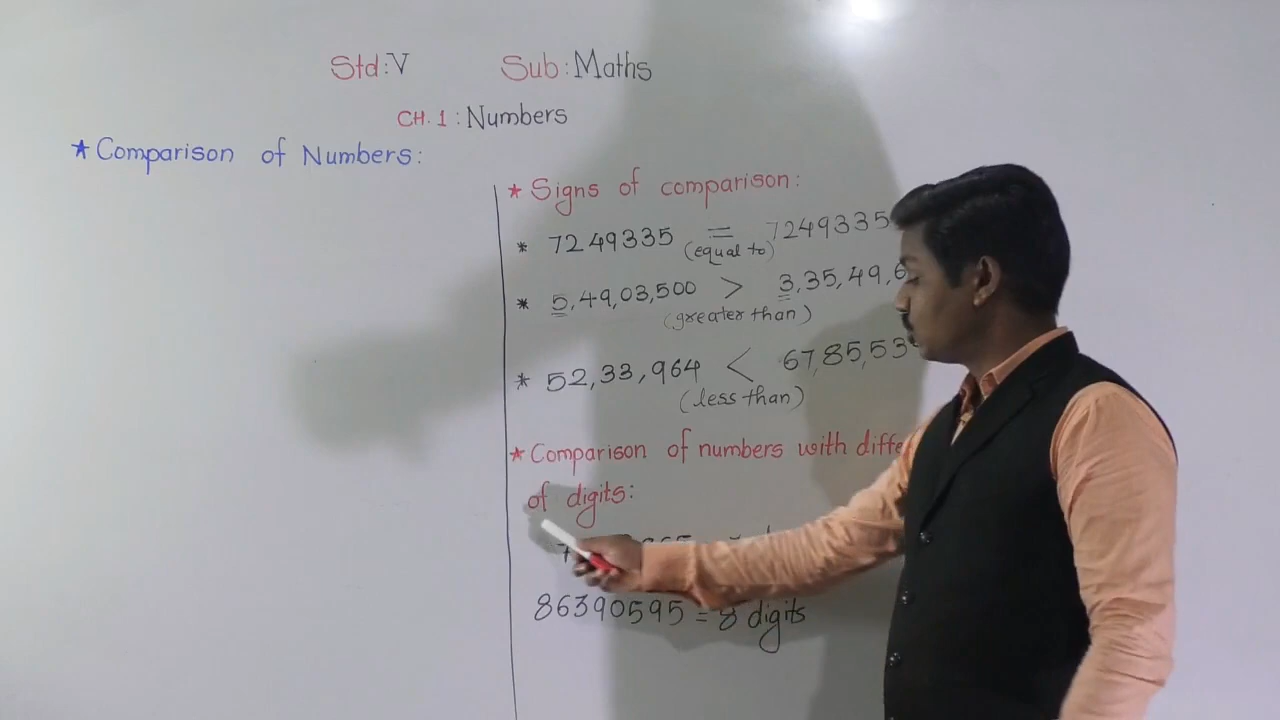 Std:V Sub:Maths
CH.1:Numbers
★Comparison of Numbers:
★Signs of comparison:
* 7249335 = 7249335
(equal to)
* 5,49,03,500 > 3,35,49,6
(greater than)
* 52,33,964 < 67,85,53
(less than)
★Comparison of numbers with diffe
of digits:
86390595 = 8 digits